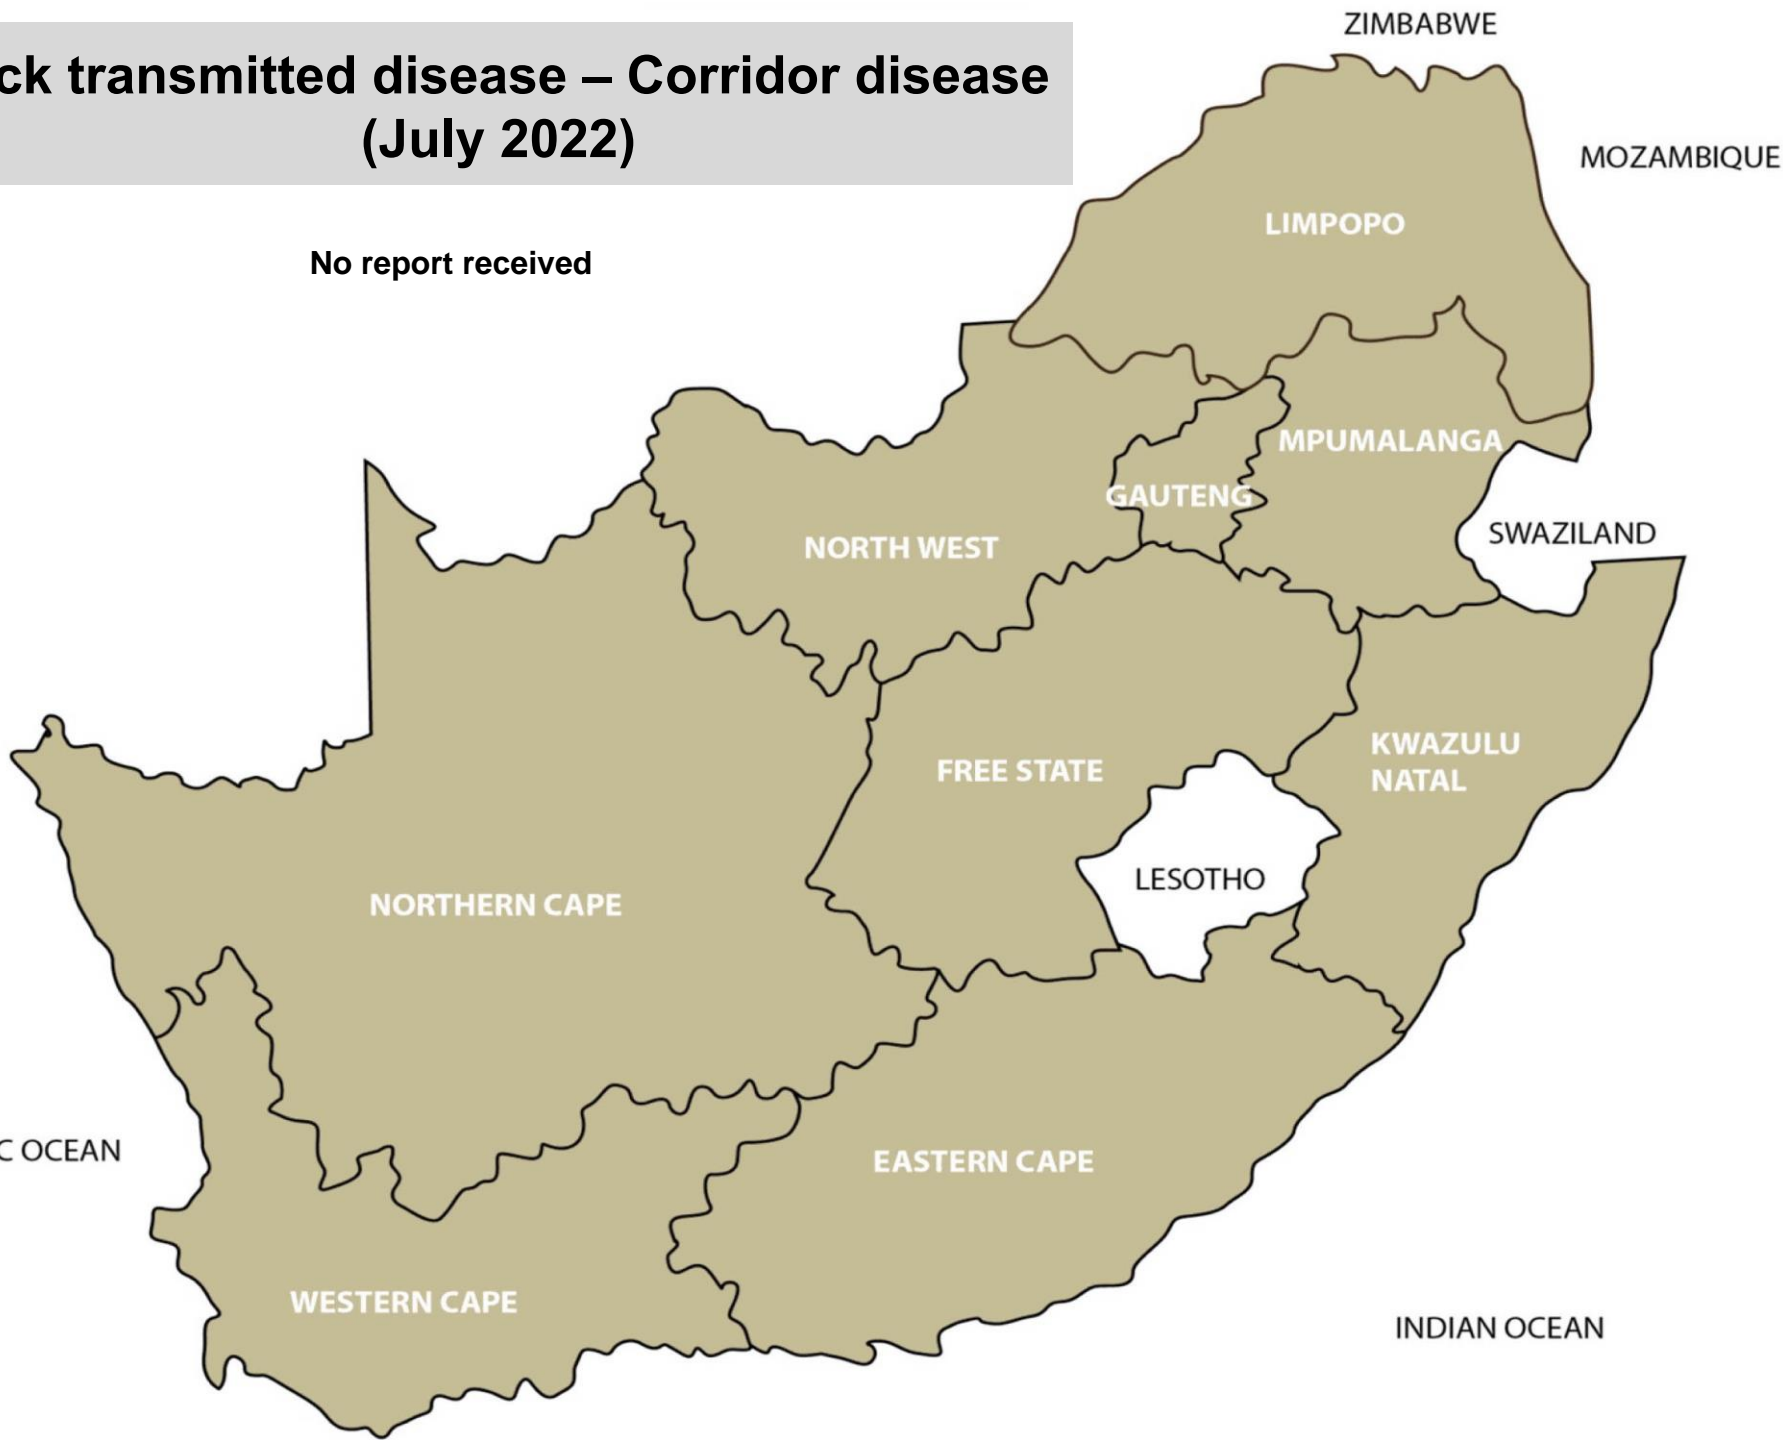 ck transmitted disease – Corridor disease
(July 2022)
No report received
ZIMBABWE
MOZAMBIQUE
LIMPOPO
MPUMALANGA
GAUTENG
SWAZILAND
NORTH WEST
KWAZULU
NATAL
FREE STATE
LESOTHO
NORTHERN CAPE
C OCEAN
EASTERN CAPE
WESTERN CAPE
INDIAN OCEAN